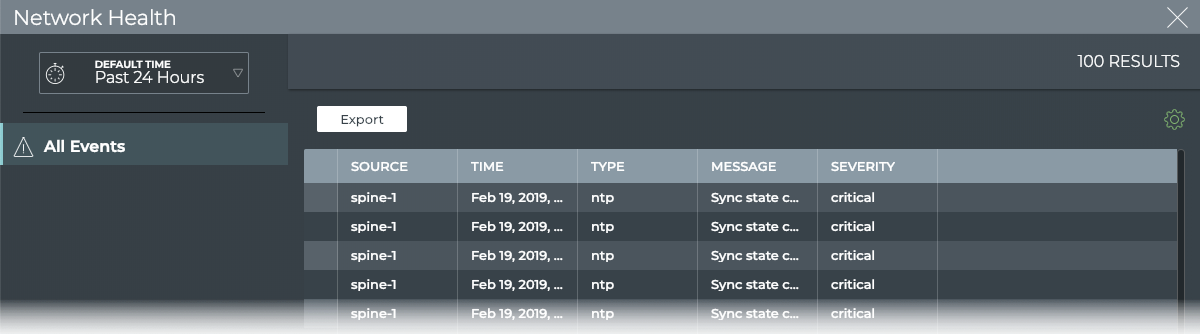 Network Health
DEFAULT TIME
Past 24 Hours
100 RESULTS
Export
All Events
SOURCE TIME TYPE MESSAGE SEVERITY
spine-1 Feb 19, 2019, ... ntp Sync state c... critical
spine-1 Feb 19, 2019, ... ntp Sync state c... critical
spine-1 Feb 19, 2019, ... ntp Sync state c... critical
spine-1 Feb 19, 2019, ... ntp Sync state c... critical
spine-1 Feb 19, 2019, ... ntp Sync state c... critical